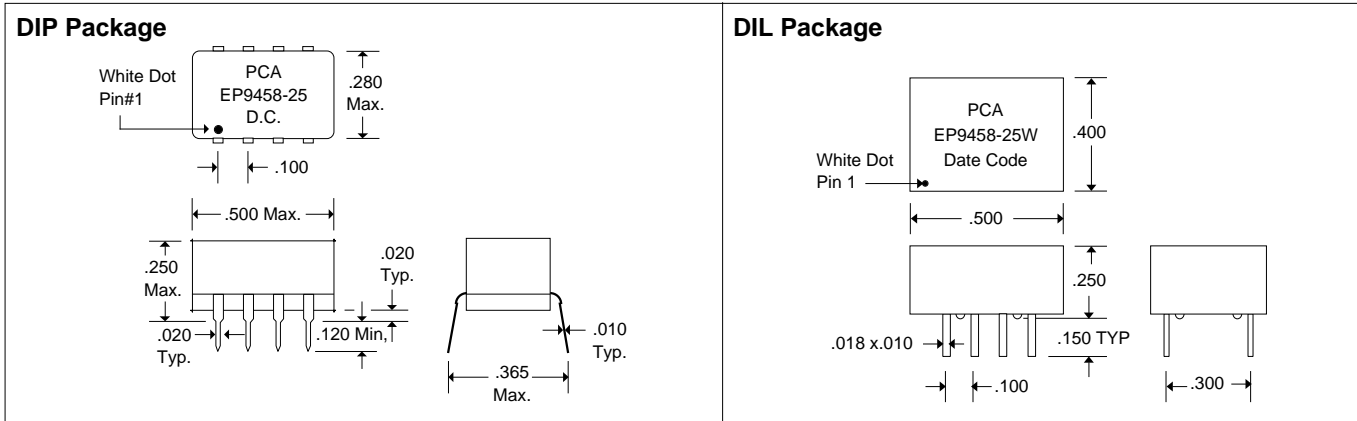 DIP Package
White Dot
Pin#1
PCA
EP9458-25
D.C.
.280
Max.
.100
.500 Max.
.250
Max.
.020
Typ.
.020
Typ.
.120 Min,
.010
Typ.
.365
Max.
DIL Package
PCA
EP9458-25W
Date Code
.400
White Dot
Pin 1
.500
.250
.018 x.010
.150 TYP
.100
.300